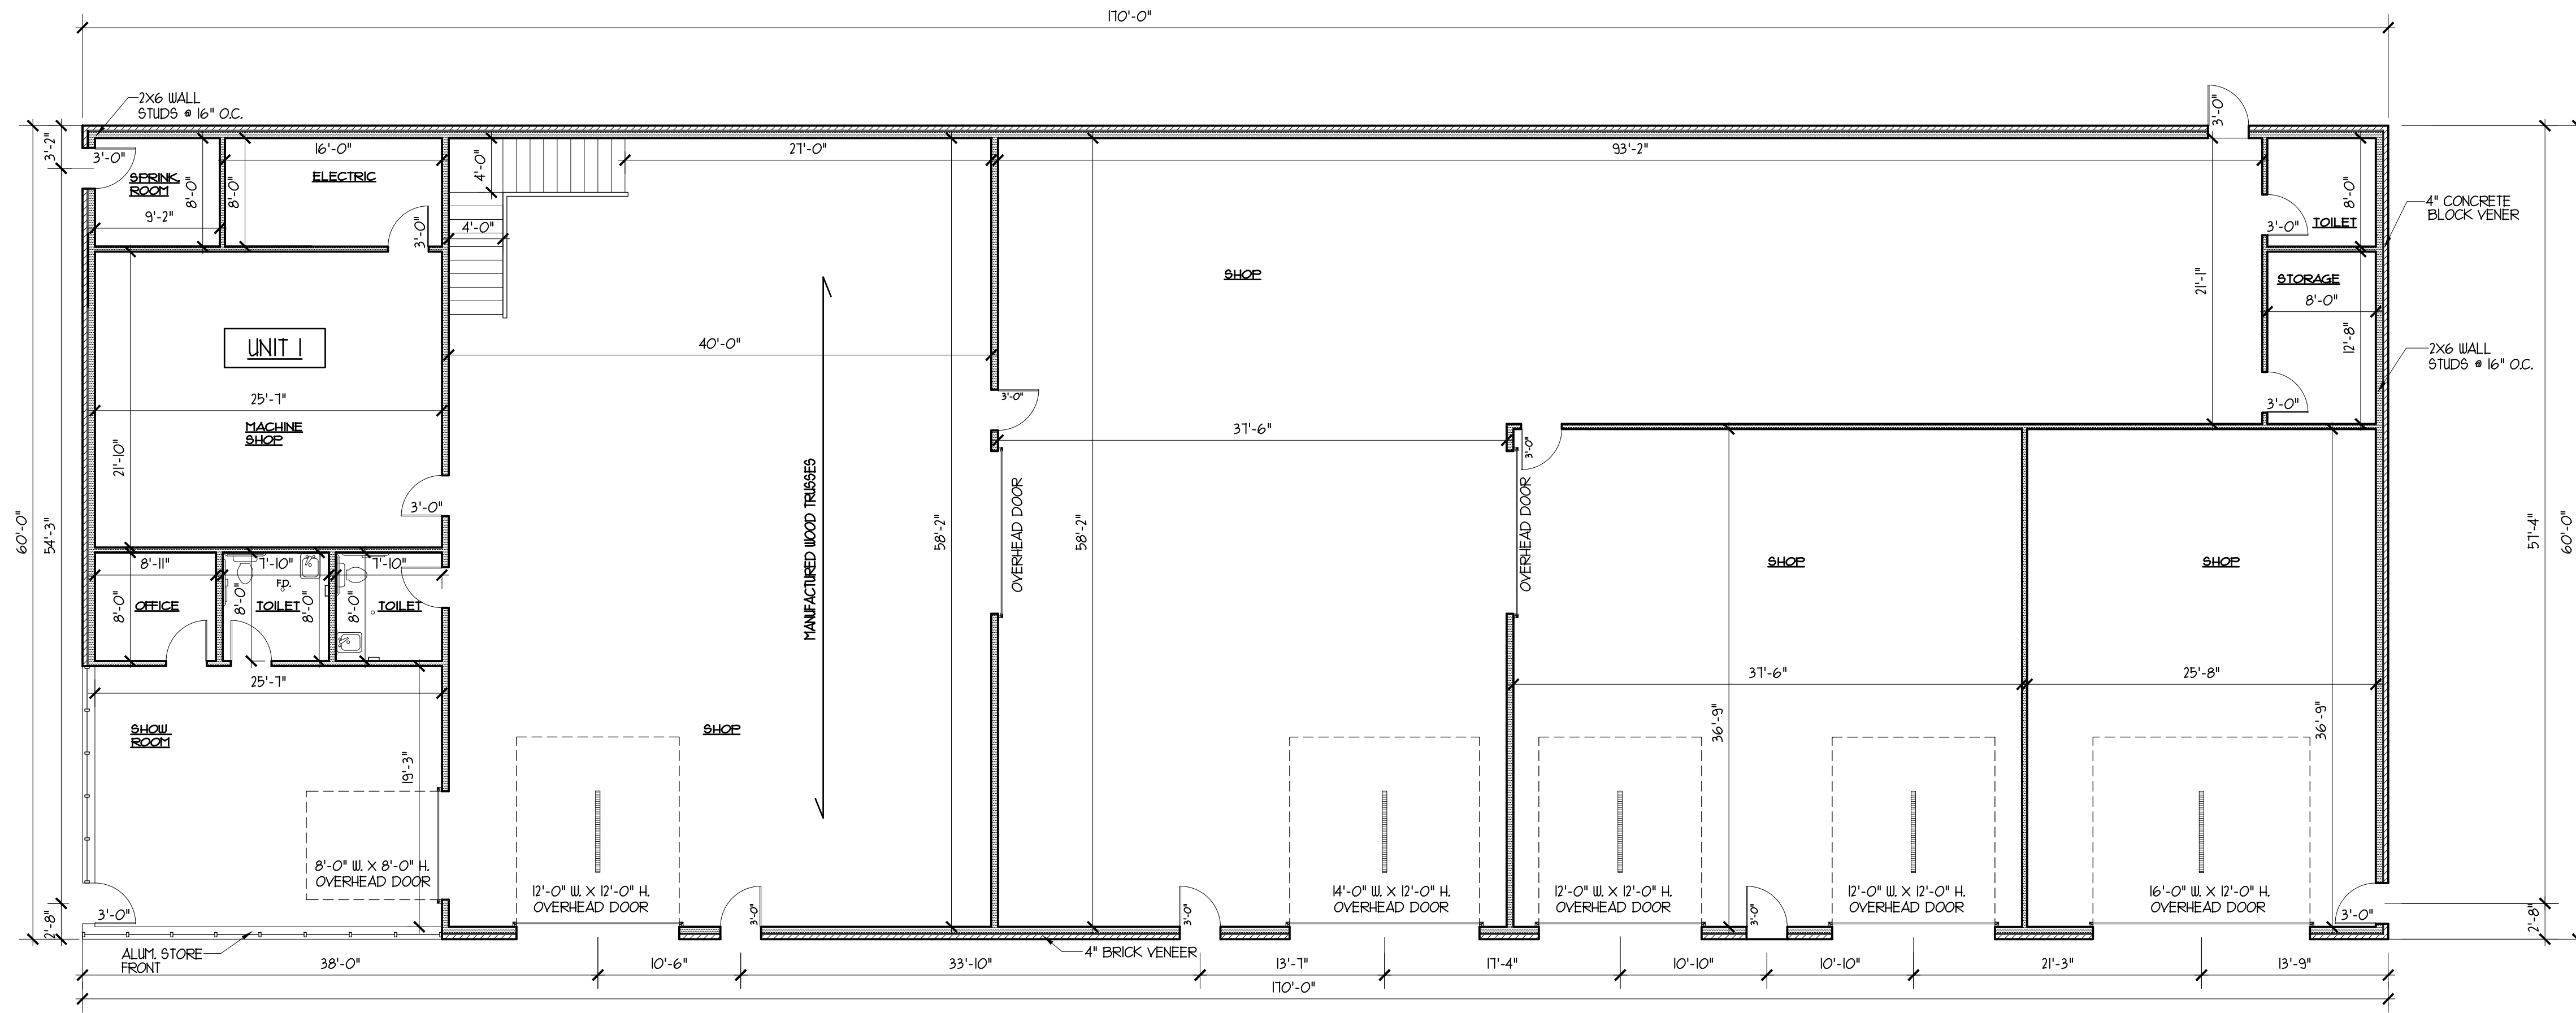 170'-0"
2X6 WALL
STUDS @ 16" O.C.
3'-2"
3'-0"
SPRINK.
ROOM
8'-0"
9'-2"
8'-0"
16'-0"
ELECTRIC
3'-0"
4'-0"
4'-0"
27'-0"
93'-2"
3'-0"
8'-0"
TOILET
3'-0"
4" CONCRETE
BLOCK VENER
SHOP
21'-1"
STORAGE
8'-0"
12'-8"
3'-0"
2X6 WALL
STUDS @ 16" O.C.
UNIT 1
40'-0"
25'-7"
MACHINE
SHOP
21'-10"
3'-0"
3'-0"
37'-6"
3'-0"
60'-0"
54'-3"
MANUFACTURED WOOD TRUSSES
58'-2"
OVERHEAD DOOR
58'-2"
OVERHEAD DOOR
SHOP
SHOP
57'-4"
60'-0"
8'-11"
7'-10"
7'-10"
F.D.
8'-0"
OFFICE
8'-0"
TOILET
8'-0"
8'-0"
TOILET
25'-7"
37'-6"
25'-8"
SHOW
ROOM
SHOP
19'-3"
36'-9"
36'-9"
8'-0" W. X 8'-0" H.
OVERHEAD DOOR
12'-0" W. X 12'-0" H.
OVERHEAD DOOR
3'-0"
3'-0"
14'-0" W. X 12'-0" H.
OVERHEAD DOOR
12'-0" W. X 12'-0" H.
OVERHEAD DOOR
3'-0"
12'-0" W. X 12'-0" H.
OVERHEAD DOOR
16'-0" W. X 12'-0" H.
OVERHEAD DOOR
3'-0"
2'-8"
3'-0"
2'-8"
ALUM. STORE
FRONT
4" BRICK VENEER
38'-0"
10'-6"
33'-10"
13'-7"
17'-4"
10'-10"
10'-10"
21'-3"
13'-9"
170'-0"